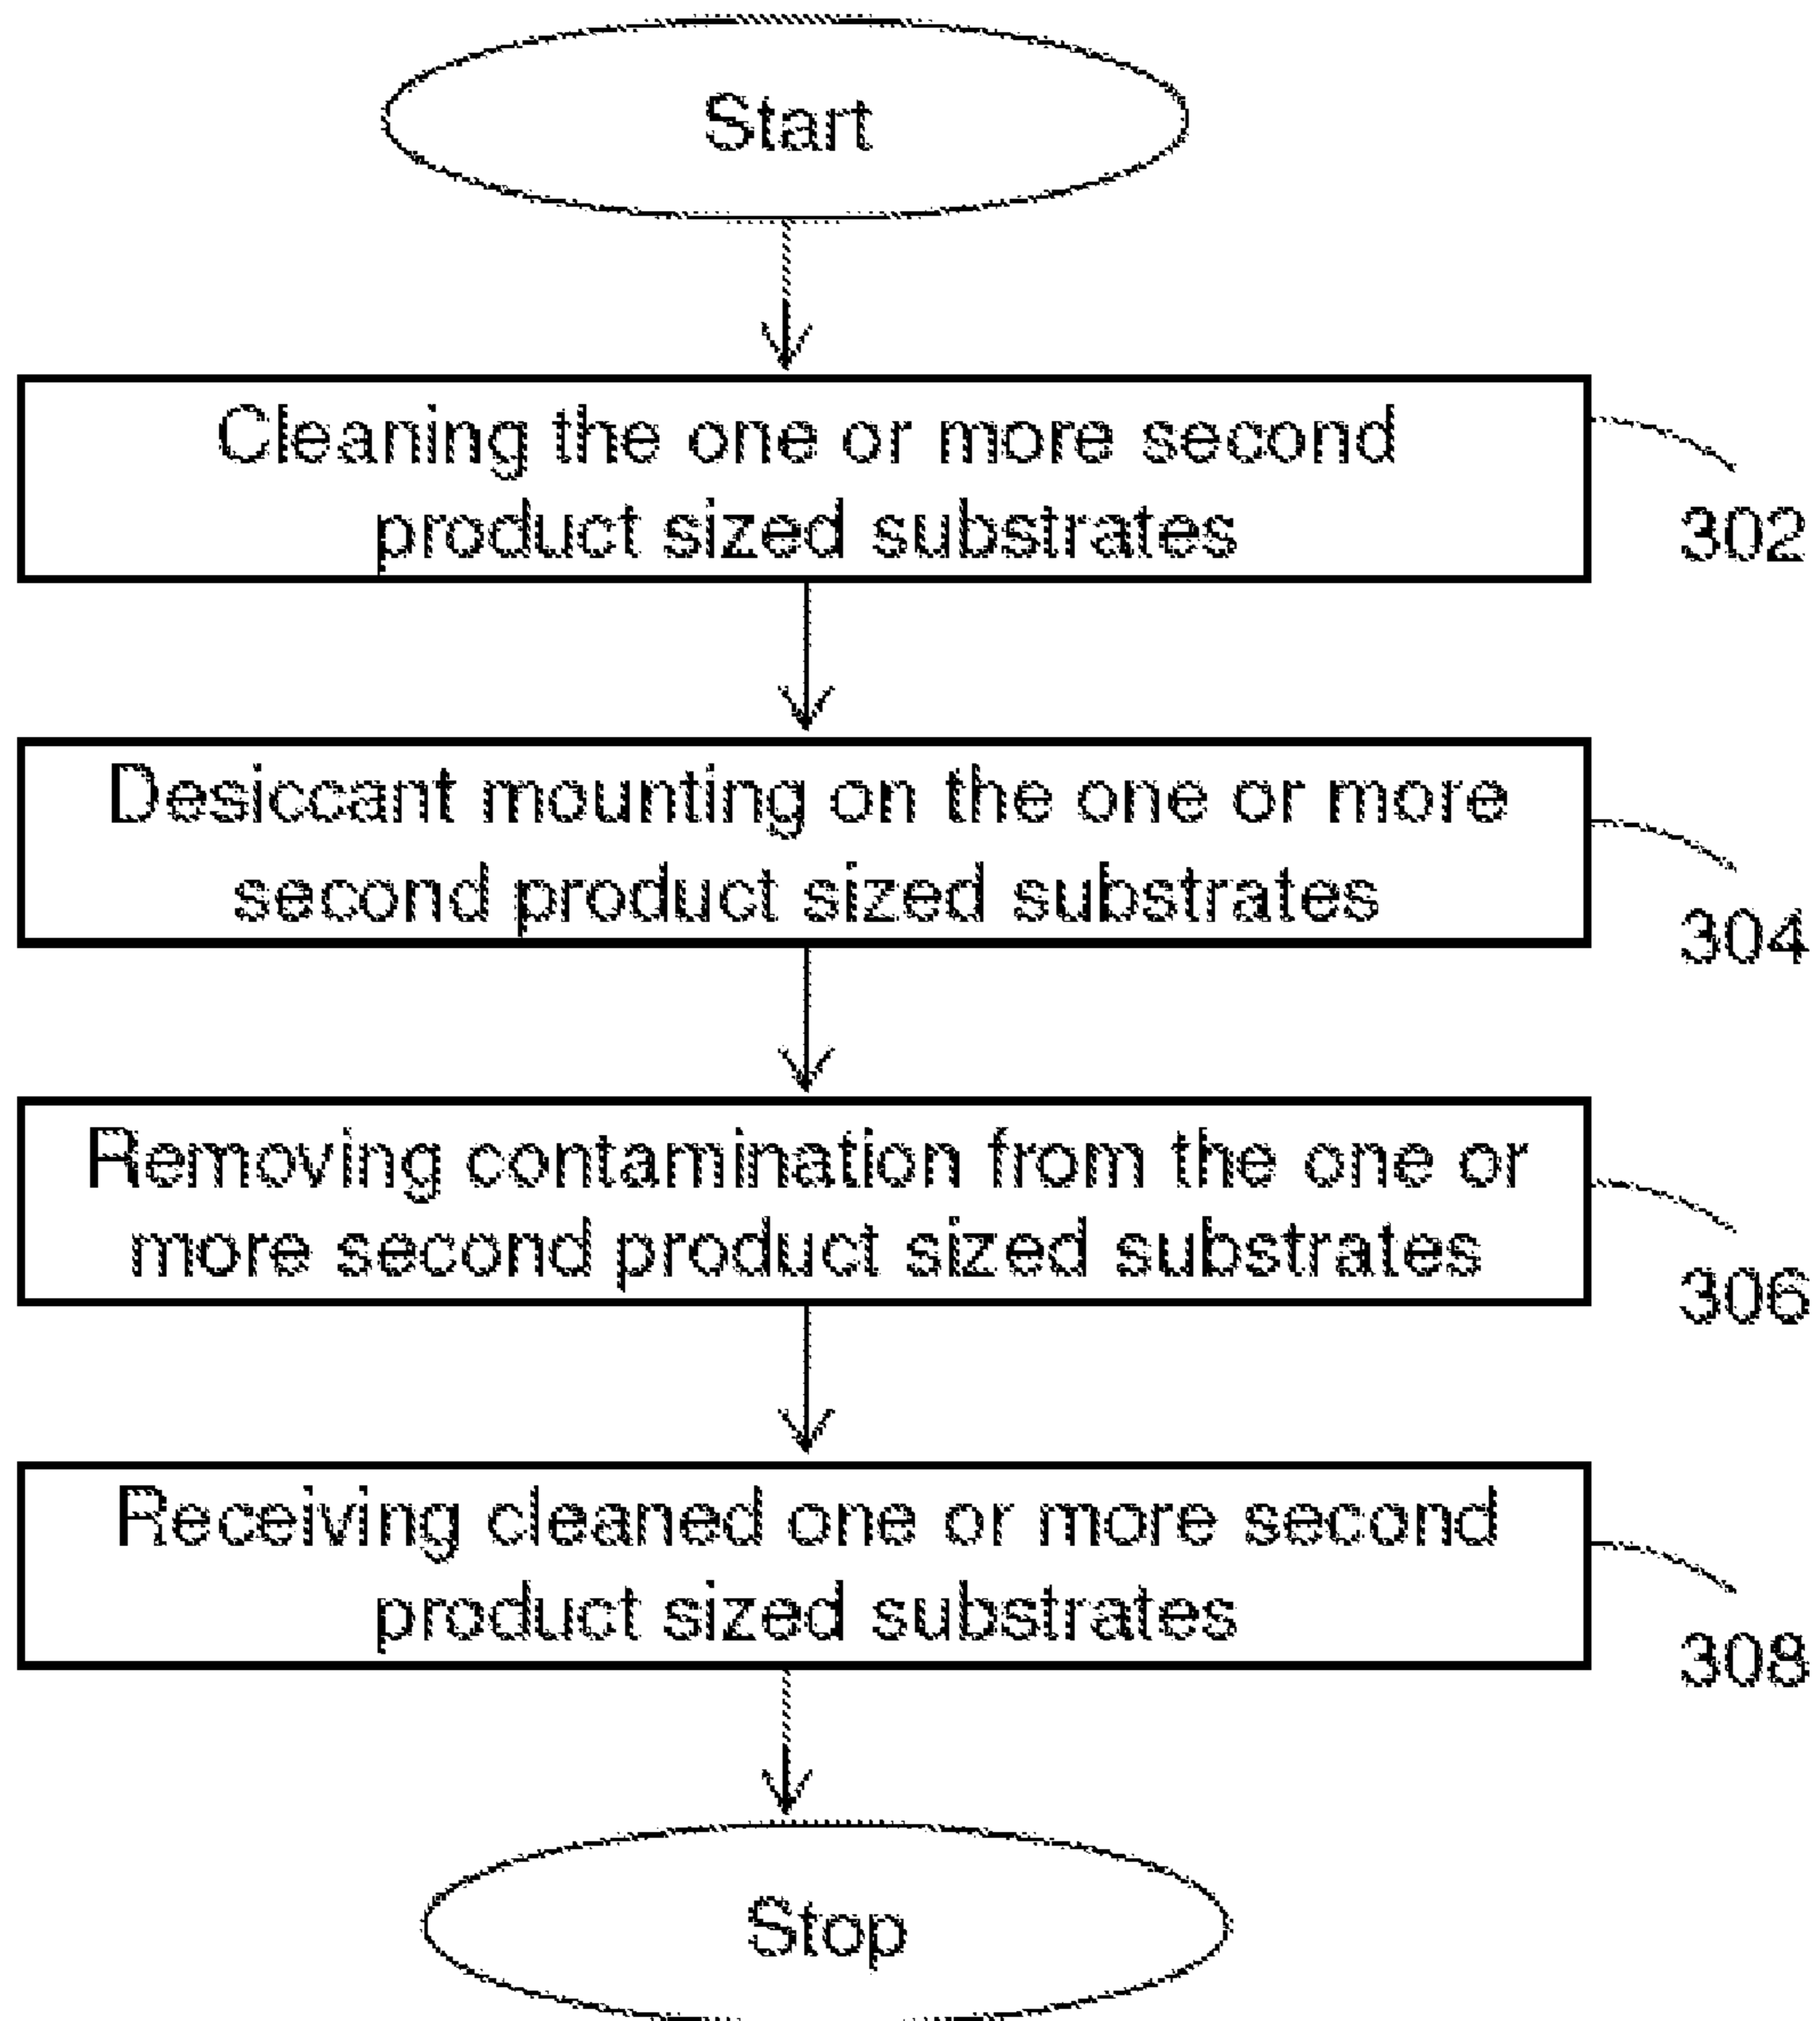 Start
Cleaning the one or more second
product sized substrates
302
Desiccant mounting on the one or more
second product sized substrates
304
Removing contamination from the one or
more second product sized substrates
306
Receiving cleaned one or more second
product sized substrates
308
Stop